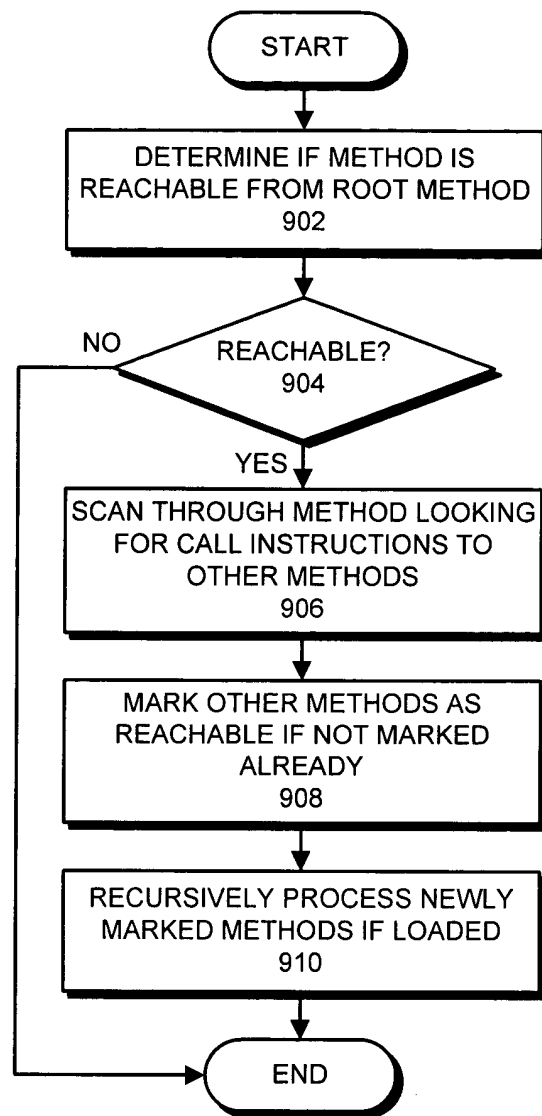 START
DETERMINE IF METHOD IS
REACHABLE FROM ROOT METHOD
902
NO
REACHABLE?
904
YES
SCAN THROUGH METHOD LOOKING
FOR CALL INSTRUCTIONS TO
OTHER METHODS
906
MARK OTHER METHODS AS
REACHABLE IF NOT MARKED
ALREADY
908
RECURSIVELY PROCESS NEWLY
MARKED METHODS IF LOADED
910
END